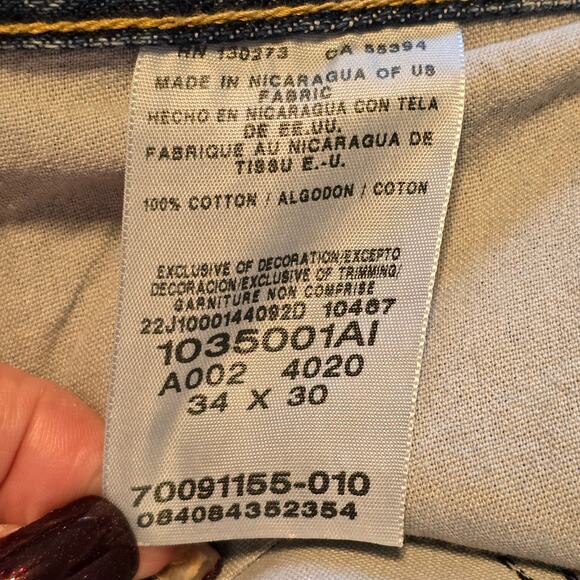 RN 130273 CA 55394
MADE IN NICARAGUA OF US
FABRIC
HECHO EN NICARAGUA CON TELA
DE EE.UU.
FABRIQUE AU NICARAGUA DE
TISSU E.-U.
100% COTTON / ALGODON / COTON
EXCLUSIVE OF DECORATION/EXCEPTO
DECORACION/EXCLUSIVE OF TRIMMING/
GARNITURE NON COMPRISE
22J1000144092D 10467
1035001AI
A002 4020
34 X 30
70091155-010
084084352354